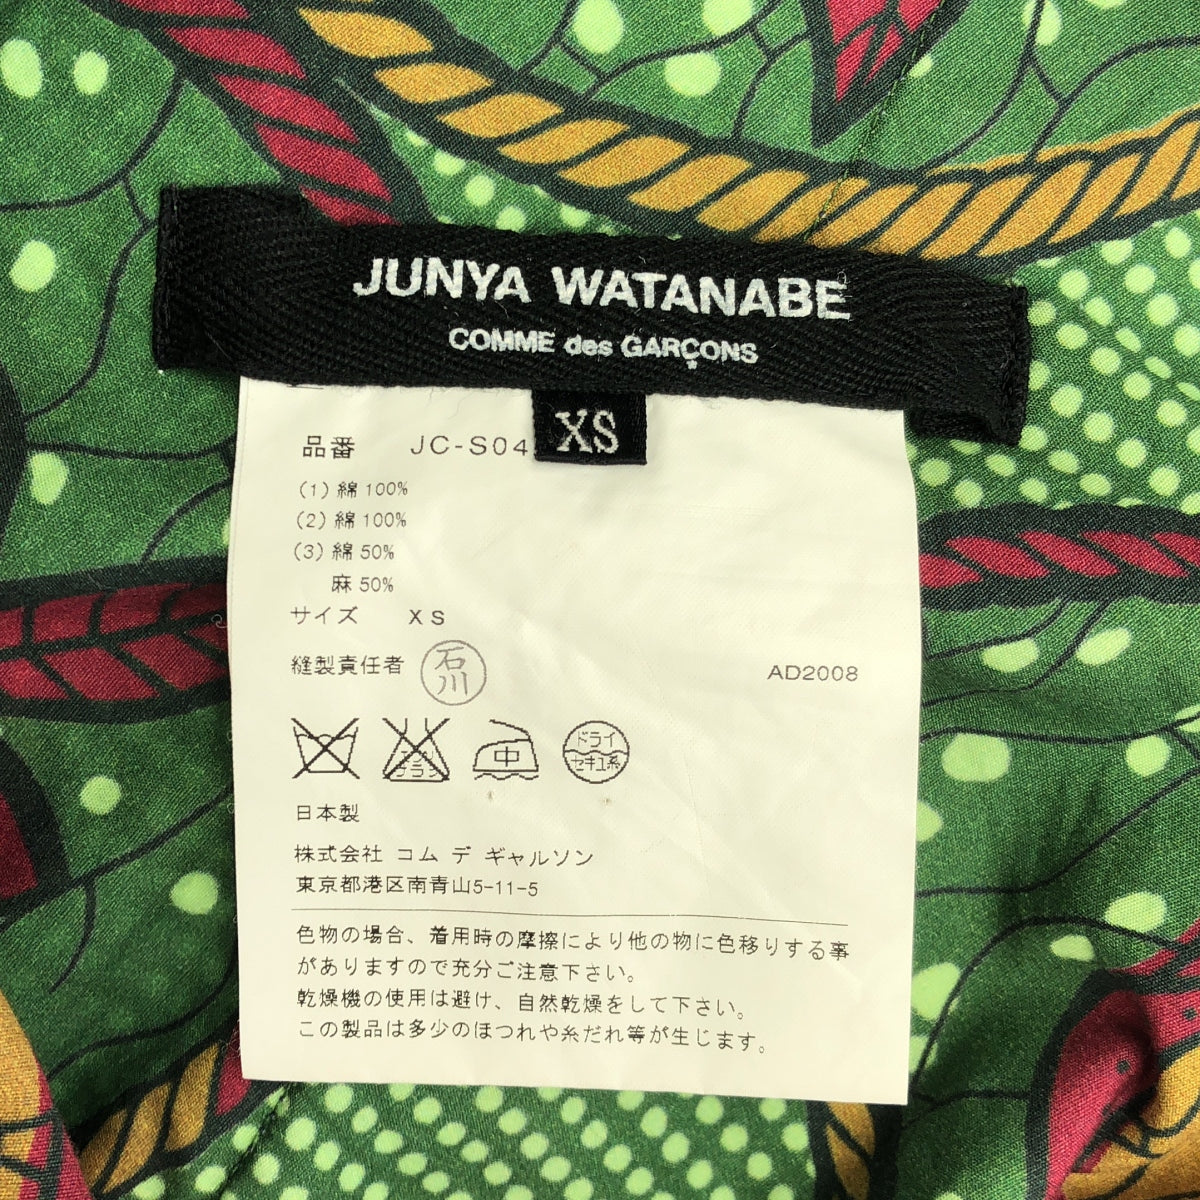 JUNYA WATANABE
COMME des GARÇONS
XS
品番 JC-S04
(1) 綿 100%
(2) 綿 100%
(3) 綿 50%
麻 50%
サイズ XS
縫製責任者 石川
AD2008
エンソ サラシ
中
ドライ
セキユ系
日本製
株式会社 コム デ ギャルソン
東京都港区南青山5-11-5
色物の場合、着用時の摩擦により他の物に色移りする事
がありますので充分ご注意下さい。
乾燥機の使用は避け、自然乾燥をして下さい。
この製品は多少のほつれや糸だれ等が生じます。